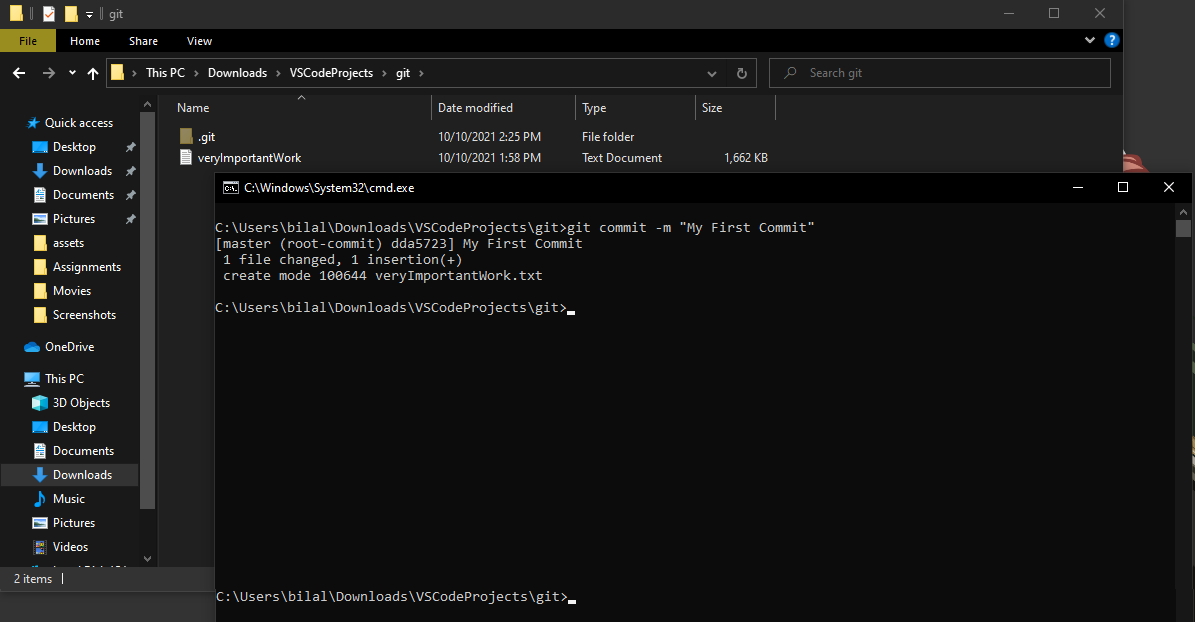 git
File Home Share View
This PC Downloads VSCodeProjects git
Search git
Name Date modified Type Size
.git 10/10/2021 2:25 PM File folder
veryImportantWork 10/10/2021 1:58 PM Text Document 1,662 KB
Quick access
Desktop
Downloads
Documents
Pictures
assets
Assignments
Movies
Screenshots
OneDrive
This PC
3D Objects
Desktop
Documents
Downloads
Music
Pictures
Videos
2 items
C:\Windows\System32\cmd.exe
C:\Users\bilal\Downloads\VSCodeProjects\git>git commit -m "My First Commit"
[master (root-commit) dda5723] My First Commit
1 file changed, 1 insertion(+)
create mode 100644 veryImportantWork.txt
C:\Users\bilal\Downloads\VSCodeProjects\git>
C:\Users\bilal\Downloads\VSCodeProjects\git>